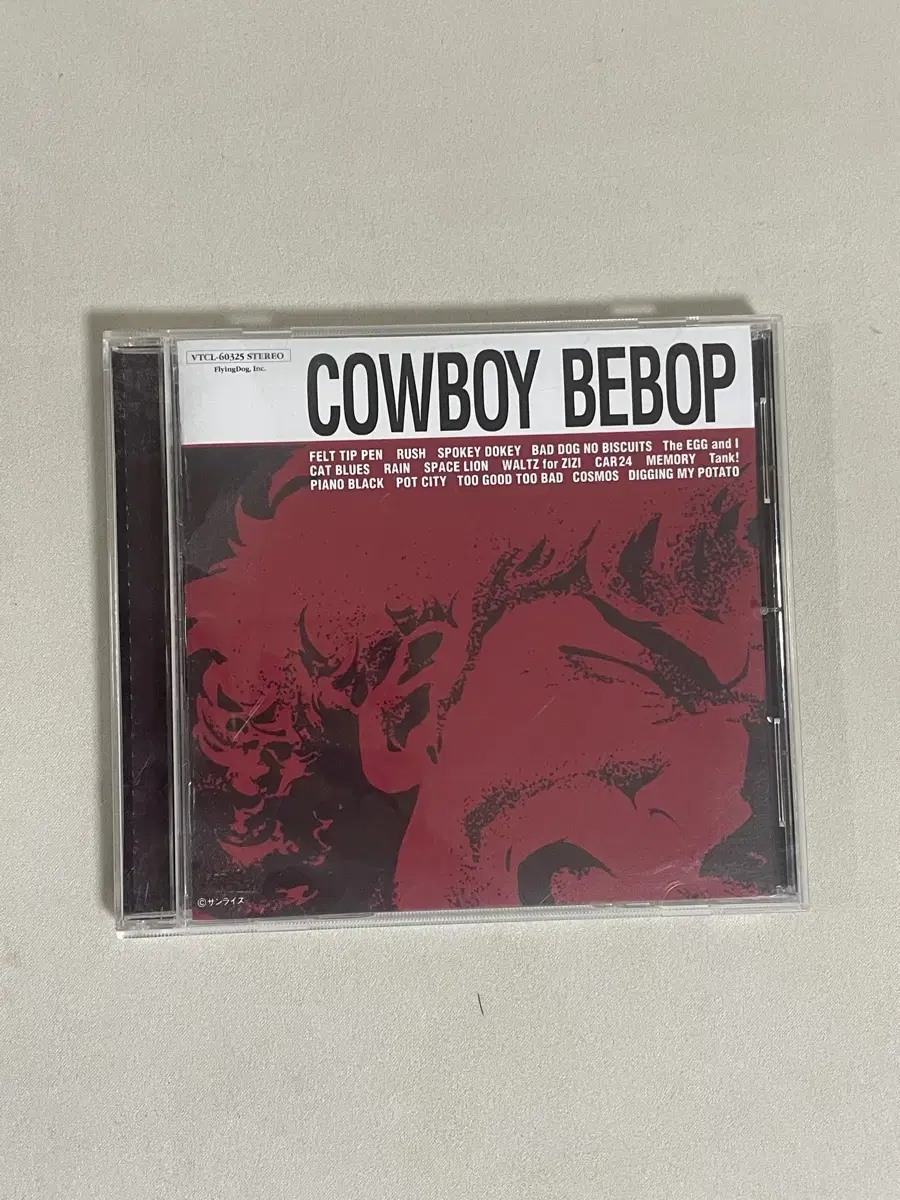 VTCL-60325 STEREO
FlyingDog, Inc.
COWBOY BEBOP
FELT TIP PEN RUSH SPOKEY DOKEY BAD DOG NO BISCUITS The EGG and I
CAT BLUES RAIN SPACE LION WALTZ for ZIZI CAR24 MEMORY Tank!
PIANO BLACK POT CITY TOO GOOD TOO BAD COSMOS DIGGING MY POTATO
©サンライズ